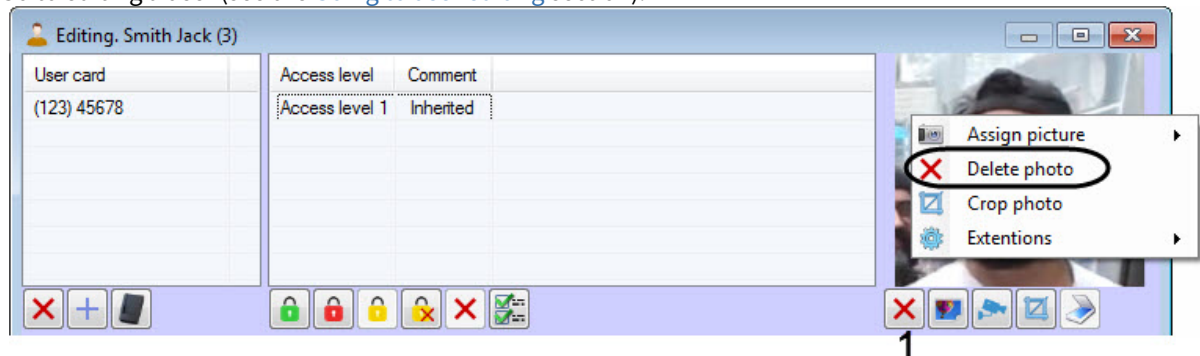 Editing. Smith Jack (3)
User card
Access level Comment
(123) 45678
Access level 1 Inherited
Assign picture
Delete photo
Crop photo
Extentions
1